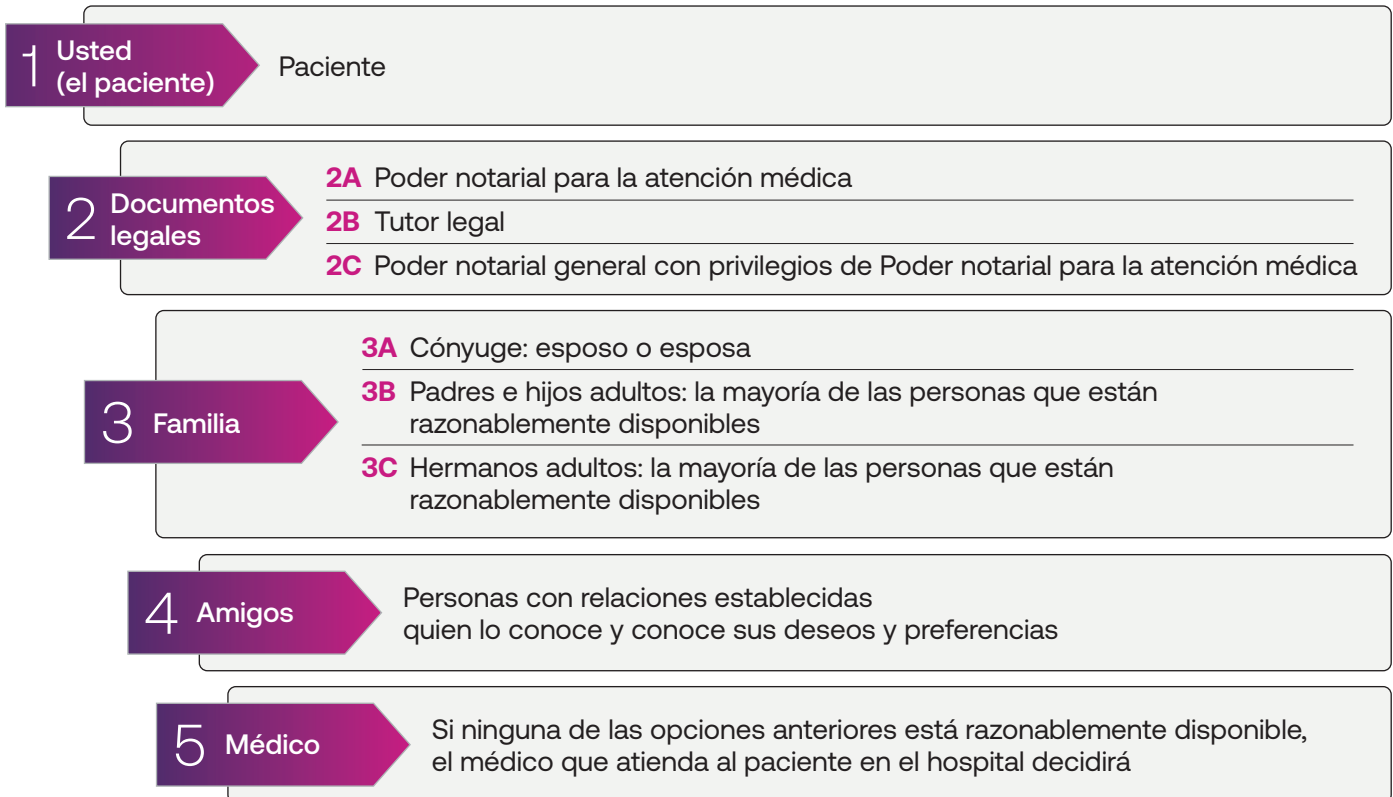 1 Usted
(el paciente)
Paciente
2 Documentos
legales
2A Poder notarial para la atención médica
2B Tutor legal
2C Poder notarial general con privilegios de Poder notarial para la atención médica
3 Familia
3A Cónyuge: esposo o esposa
3B Padres e hijos adultos: la mayoría de las personas que están
razonablemente disponibles
3C Hermanos adultos: la mayoría de las personas que están
razonablemente disponibles
4 Amigos
Personas con relaciones establecidas
quien lo conoce y conoce sus deseos y preferencias
5 Médico
Si ninguna de las opciones anteriores está razonablemente disponible,
el médico que atienda al paciente en el hospital decidirá